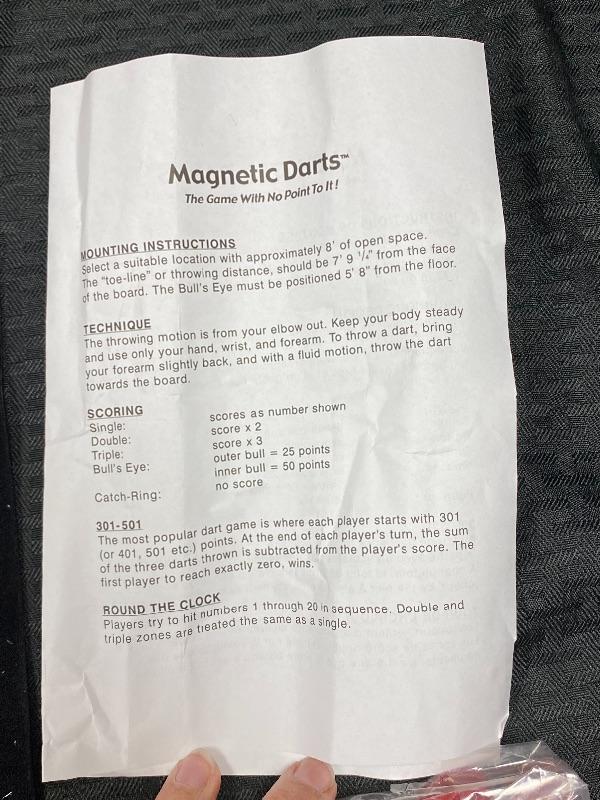 Magnetic Darts™
The Game With No Point To It!
MOUNTING INSTRUCTIONS
Select a suitable location with approximately 8' of open space.
The "toe-line" or throwing distance, should be 7' 9 1/4" from the face
of the board. The Bull's Eye must be positioned 5' 8" from the floor.
TECHNIQUE
The throwing motion is from your elbow out. Keep your body steady
and use only your hand, wrist, and forearm. To throw a dart, bring
your forearm slightly back, and with a fluid motion, throw the dart
towards the board.
SCORING
Single: scores as number shown
Double: score x 2
Triple: score x 3
Bull's Eye: outer bull = 25 points
inner bull = 50 points
Catch-Ring: no score
301-501
The most popular dart game is where each player starts with 301
(or 401, 501 etc.) points. At the end of each player's turn, the sum
of the three darts thrown is subtracted from the player's score. The
first player to reach exactly zero, wins.
ROUND THE CLOCK
Players try to hit numbers 1 through 20 in sequence. Double and
triple zones are treated the same as a single.